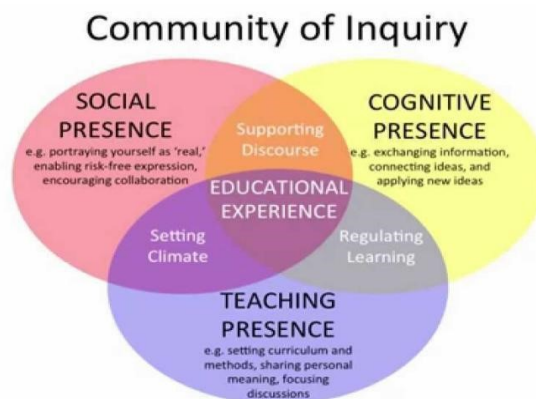 Community of Inquiry
SOCIAL
PRESENCE
e.g. portraying yourself as 'real,'
enabling risk-free expression,
encouraging collaboration
Supporting
Discourse
COGNITIVE
PRESENCE
e.g. exchanging information,
connecting ideas, and
applying new ideas
EDUCATIONAL
EXPERIENCE
Setting
Climate
Regulating
Learning
TEACHING
PRESENCE
e.g. setting curriculum and
methods, sharing personal
meaning, focusing
discussions